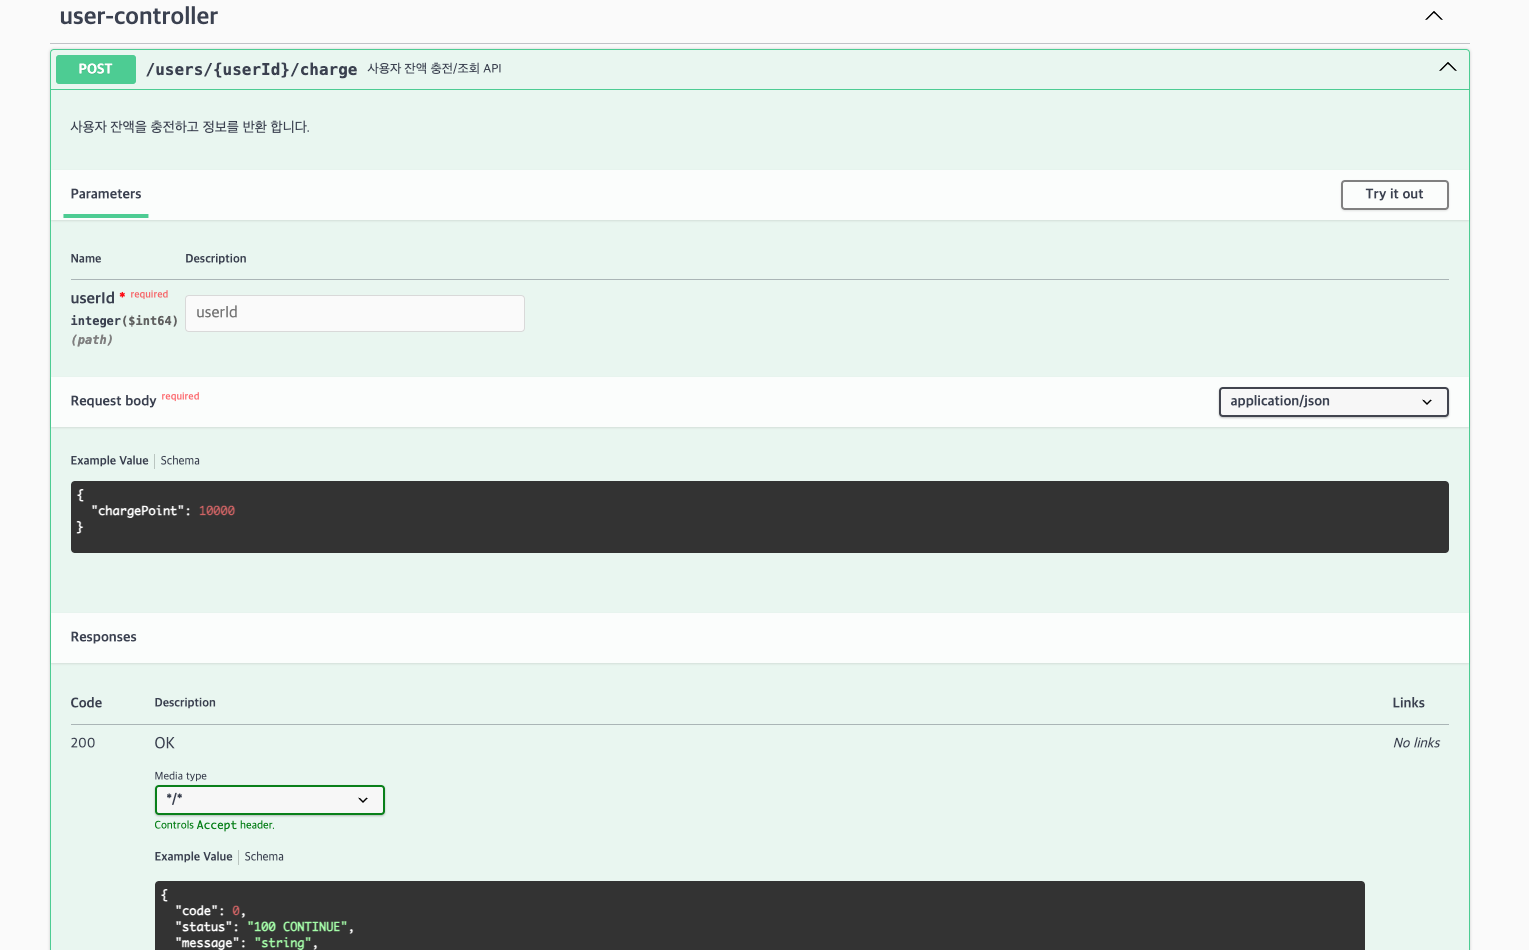 user-controller
POST /users/{userId}/charge 사용자 잔액 충전/조회 API
사용자 잔액을 충전하고 정보를 반환 합니다.
Parameters Try it out
Name Description
userId * required userId
integer($int64)
(path)
Request body required application/json
Example Value Schema
{
"chargePoint": 10000
}
Responses
Code Description Links
200 OK No links
Media type
*/*
Controls Accept header.
Example Value Schema
{
"code": 0,
"status": "100 CONTINUE",
"message": "string",